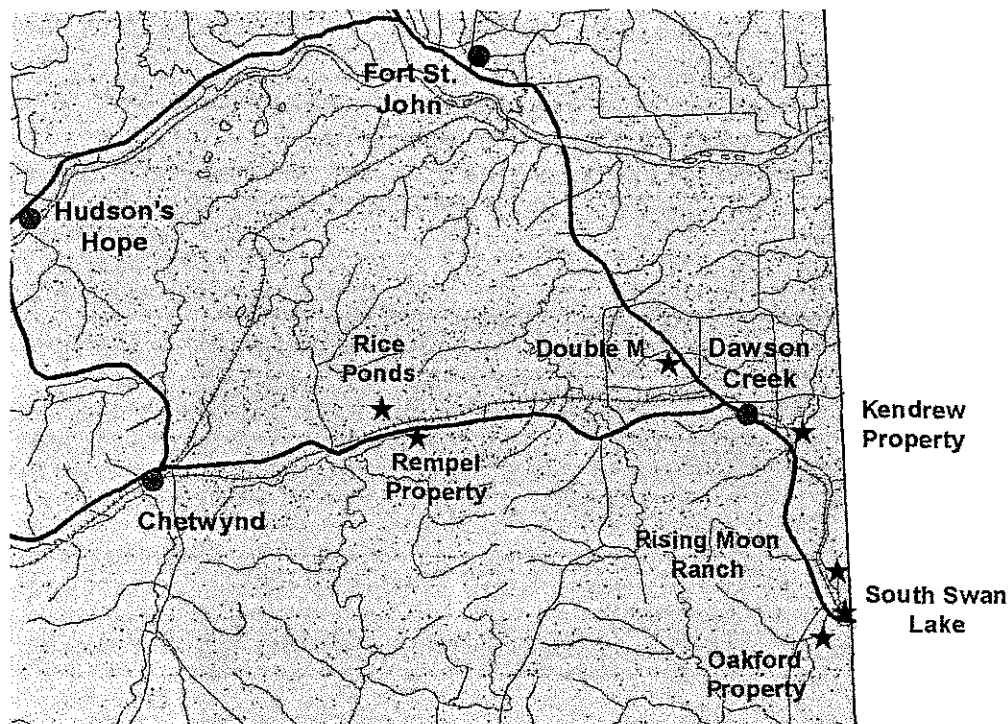 Fort St.
John
Hudson's
Hope
Rice
Ponds
Double M
Dawson
Creek
Kendrew
Property
Rempel
Property
Chetwynd
Rising Moon
Ranch
South Swan
Lake
Oakford
Property